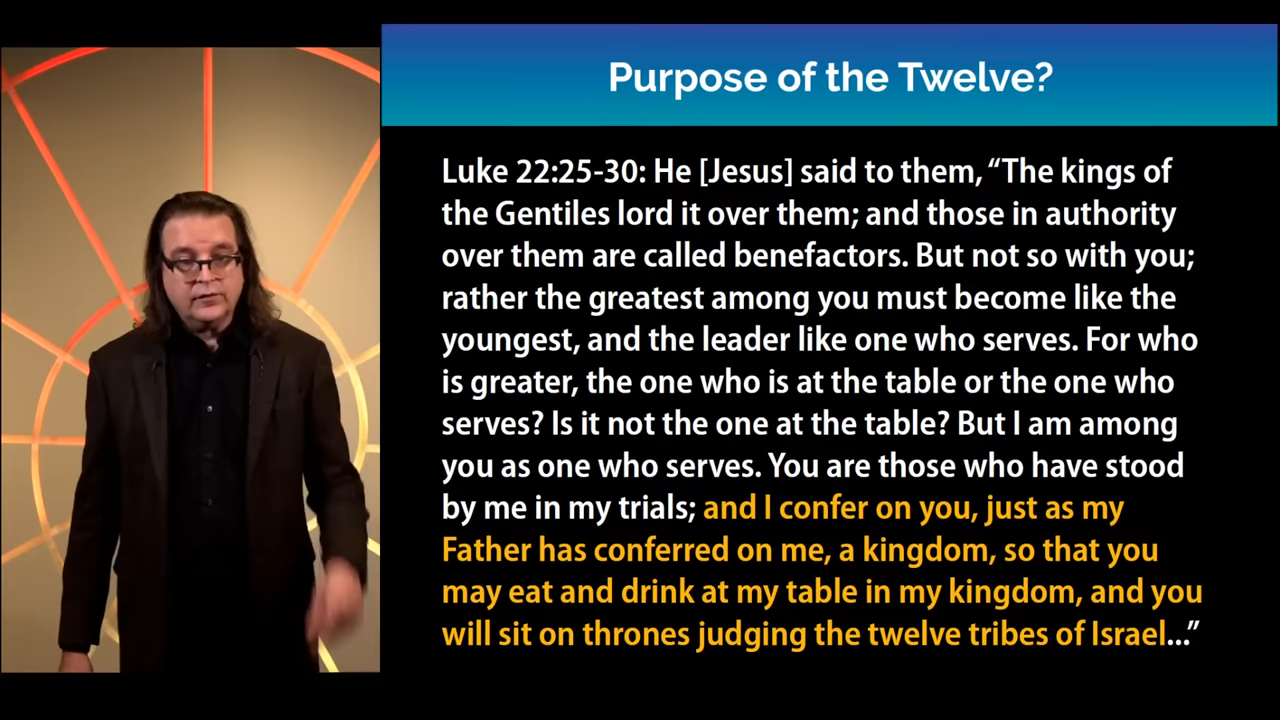 Purpose of the Twelve?
Luke 22:25-30: He [Jesus] said to them, “The kings of
the Gentiles lord it over them; and those in authority
over them are called benefactors. But not so with you;
rather the greatest among you must become like the
youngest, and the leader like one who serves. For who
is greater, the one who is at the table or the one who
serves? Is it not the one at the table? But I am among
you as one who serves. You are those who have stood
by me in my trials; and I confer on you, just as my
Father has conferred on me, a kingdom, so that you
may eat and drink at my table in my kingdom, and you
will sit on thrones judging the twelve tribes of Israel...”